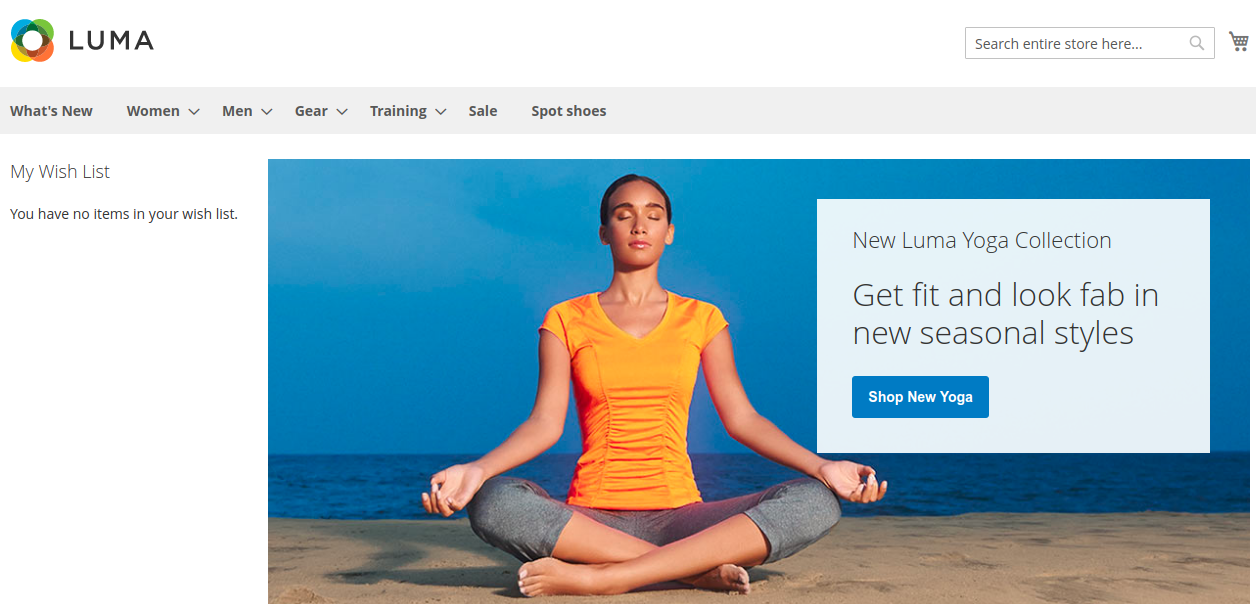 LUMA
Search entire store here...
What's New Women Men Gear Training Sale Spot shoes
My Wish List
You have no items in your wish list.
New Luma Yoga Collection
Get fit and look fab in
new seasonal styles
Shop New Yoga